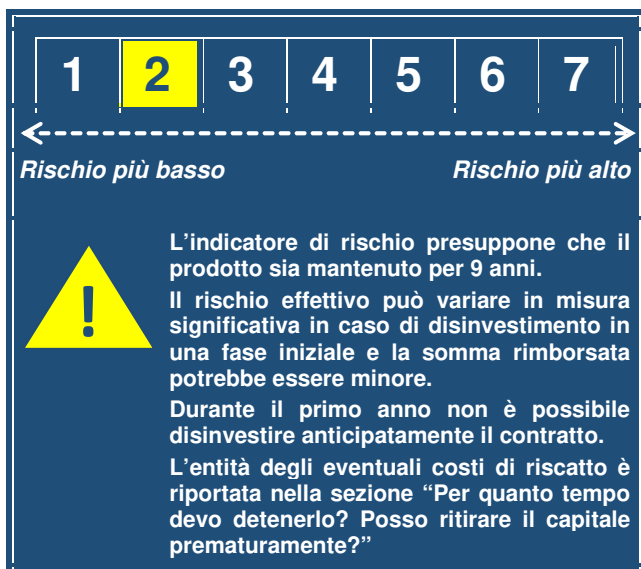 1 2 3 4 5 6 7
Rischio più basso Rischio più alto
!
L'indicatore di rischio presuppone che il
prodotto sia mantenuto per 9 anni.
Il rischio effettivo può variare in misura
significativa in caso di disinvestimento in
una fase iniziale e la somma rimborsata
potrebbe essere minore.
Durante il primo anno non è possibile
disinvestire anticipatamente il contratto.
L'entità degli eventuali costi di riscatto è
riportata nella sezione “Per quanto tempo
devo detenerlo? Posso ritirare il capitale
prematuramente?”